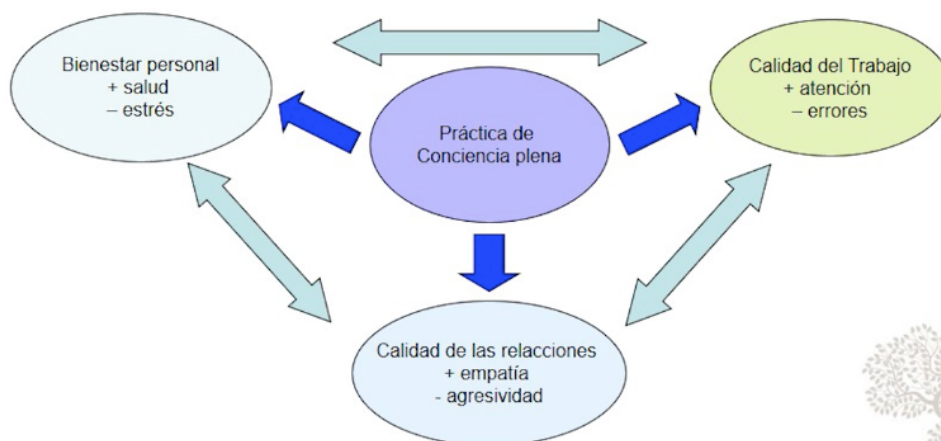 Bienestar personal
+ salud
– estrés
Práctica de
Conciencia plena
Calidad del Trabajo
+ atención
– errores
Calidad de las relacciones
+ empatía
- agresividad